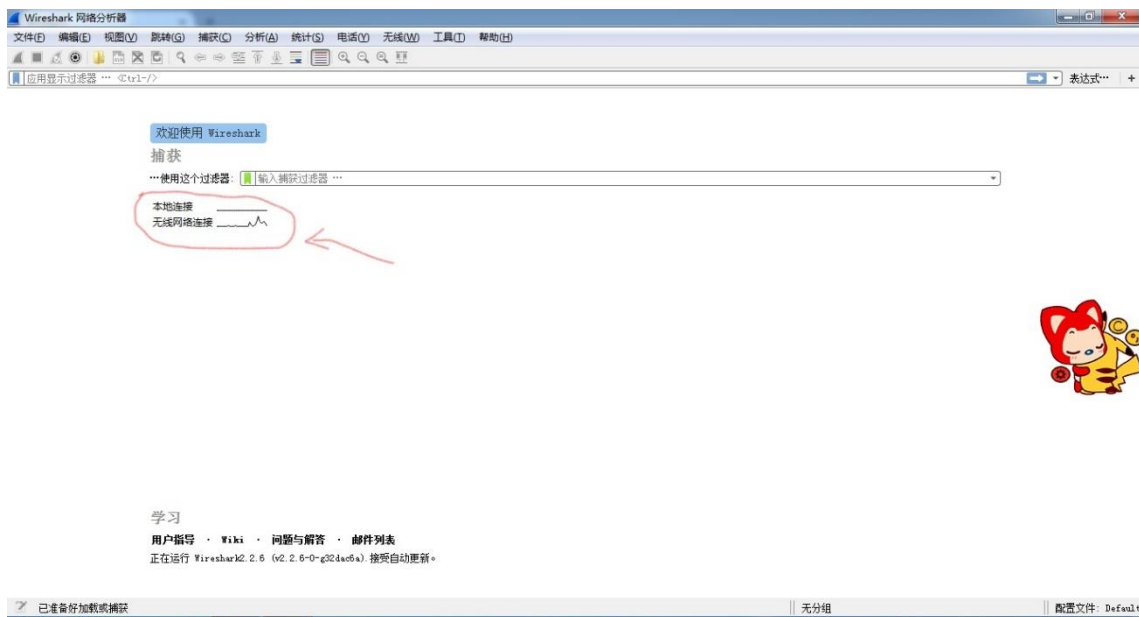 Wireshark 网络分析器
文件(F) 编辑(E) 视图(V) 跳转(G) 捕获(C) 分析(A) 统计(S) 电话(Y) 无线(W) 工具(T) 帮助(H)
应用显示过滤器 … <Ctrl-/> 表达式… +
欢迎使用 Wireshark
捕获
…使用这个过滤器: 输入捕获过滤器 …
本地连接
无线网络连接
学习
用户指导 · Wiki · 问题与解答 · 邮件列表
正在运行 Wireshark2.2.6 (v2.2.6-0-g32dac6a). 接受自动更新。
已准备好加载或捕获 无分组 配置文件: Default